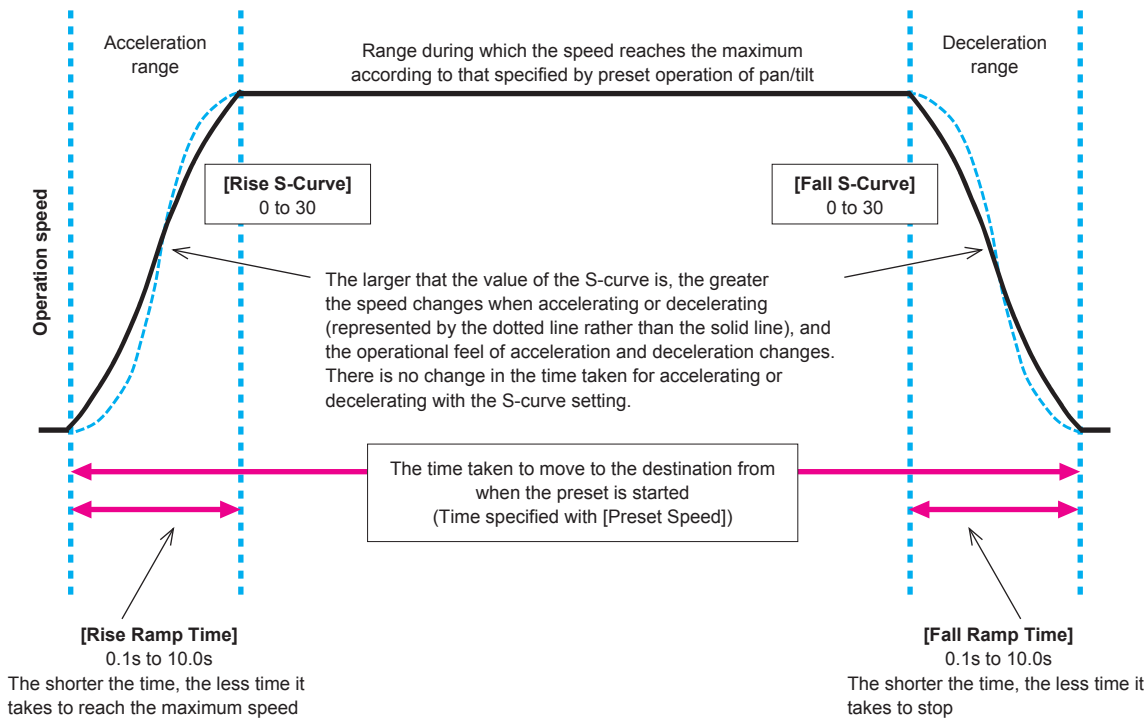 Acceleration
range
Range during which the speed reaches the maximum
according to that specified by preset operation of pan/tilt
Deceleration
range
Operation speed
[Rise S-Curve]
0 to 30
[Fall S-Curve]
0 to 30
The larger that the value of the S-curve is, the greater
the speed changes when accelerating or decelerating
(represented by the dotted line rather than the solid line), and
the operational feel of acceleration and deceleration changes.
There is no change in the time taken for accelerating or
decelerating with the S-curve setting.
The time taken to move to the destination from
when the preset is started
(Time specified with [Preset Speed])
[Rise Ramp Time]
0.1s to 10.0s
The shorter the time, the less time it
takes to reach the maximum speed
[Fall Ramp Time]
0.1s to 10.0s
The shorter the time, the less time it
takes to stop